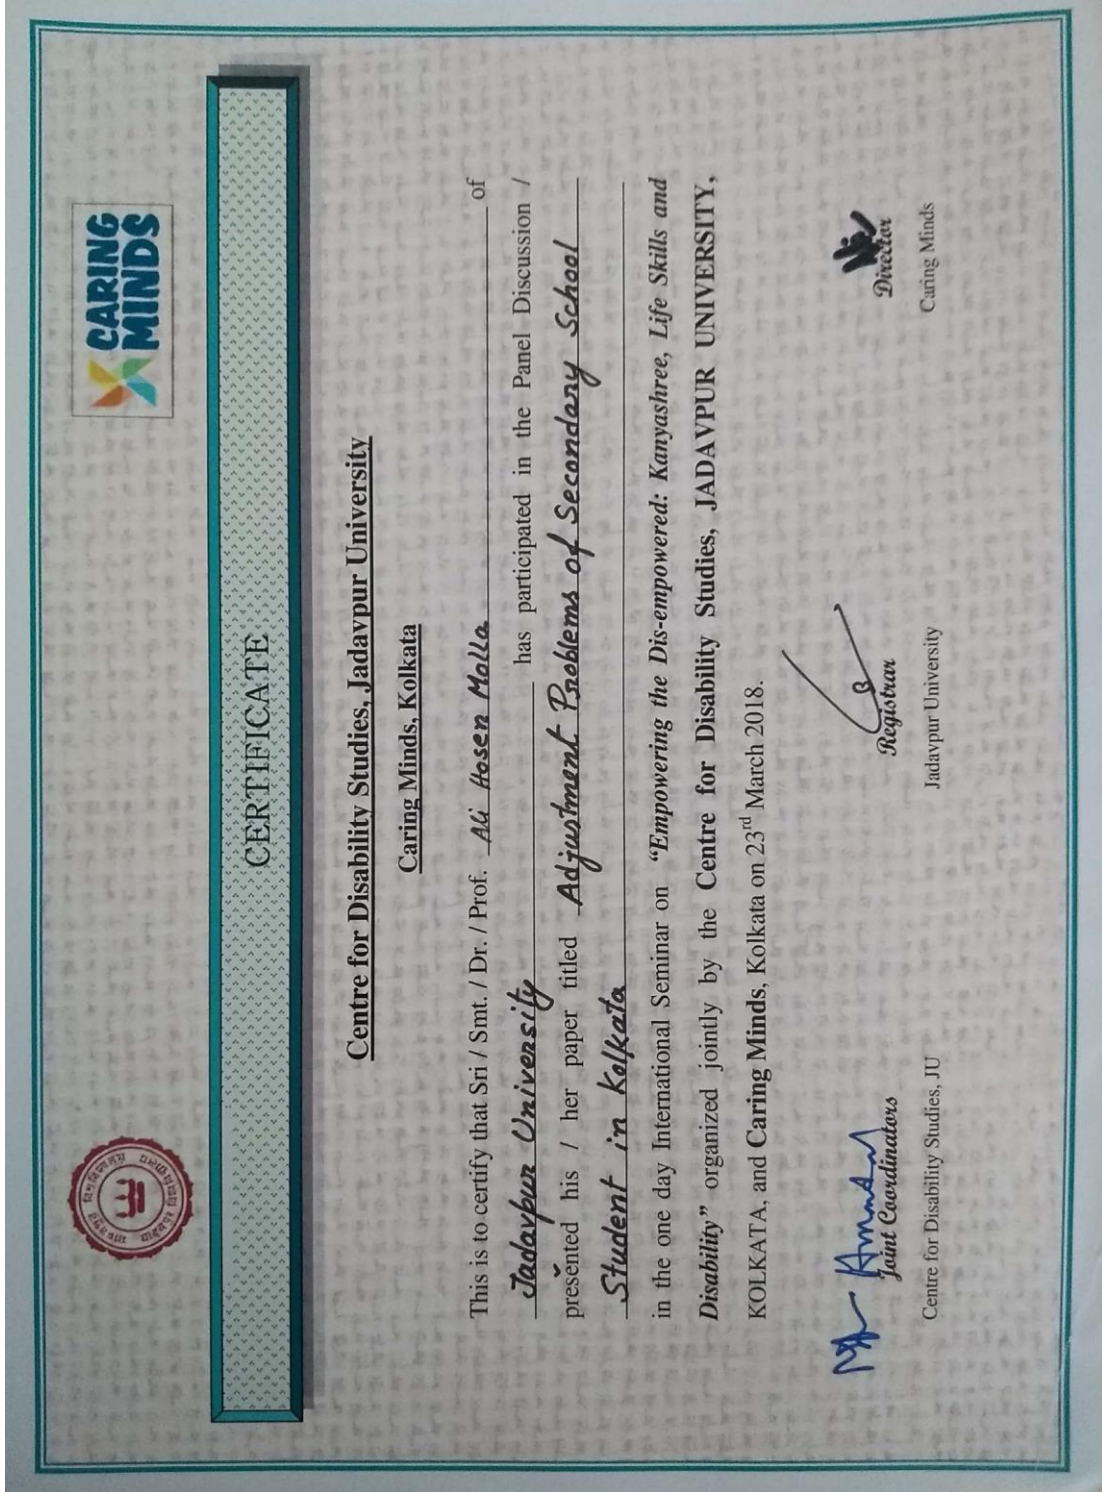 CARING
MINDS
CERTIFICATE
Centre for Disability Studies, Jadavpur University
Caring Minds, Kolkata
This is to certify that Sri / Smt. / Dr. / Prof. Ali Hosen Molla of
Jadavpur University has participated in the Panel Discussion /
presented his / her paper titled Adjustment Problems of Secondary School
Student in Kolkata
in the one day International Seminar on “Empowering the Dis-empowered: Kanyashree, Life Skills and
Disability” organized jointly by the Centre for Disability Studies, JADAVPUR UNIVERSITY,
KOLKATA, and Caring Minds, Kolkata on 23rd March 2018.
Joint Coordinators
Centre for Disability Studies, JU
Registrar
Jadavpur University
Director
Caring Minds